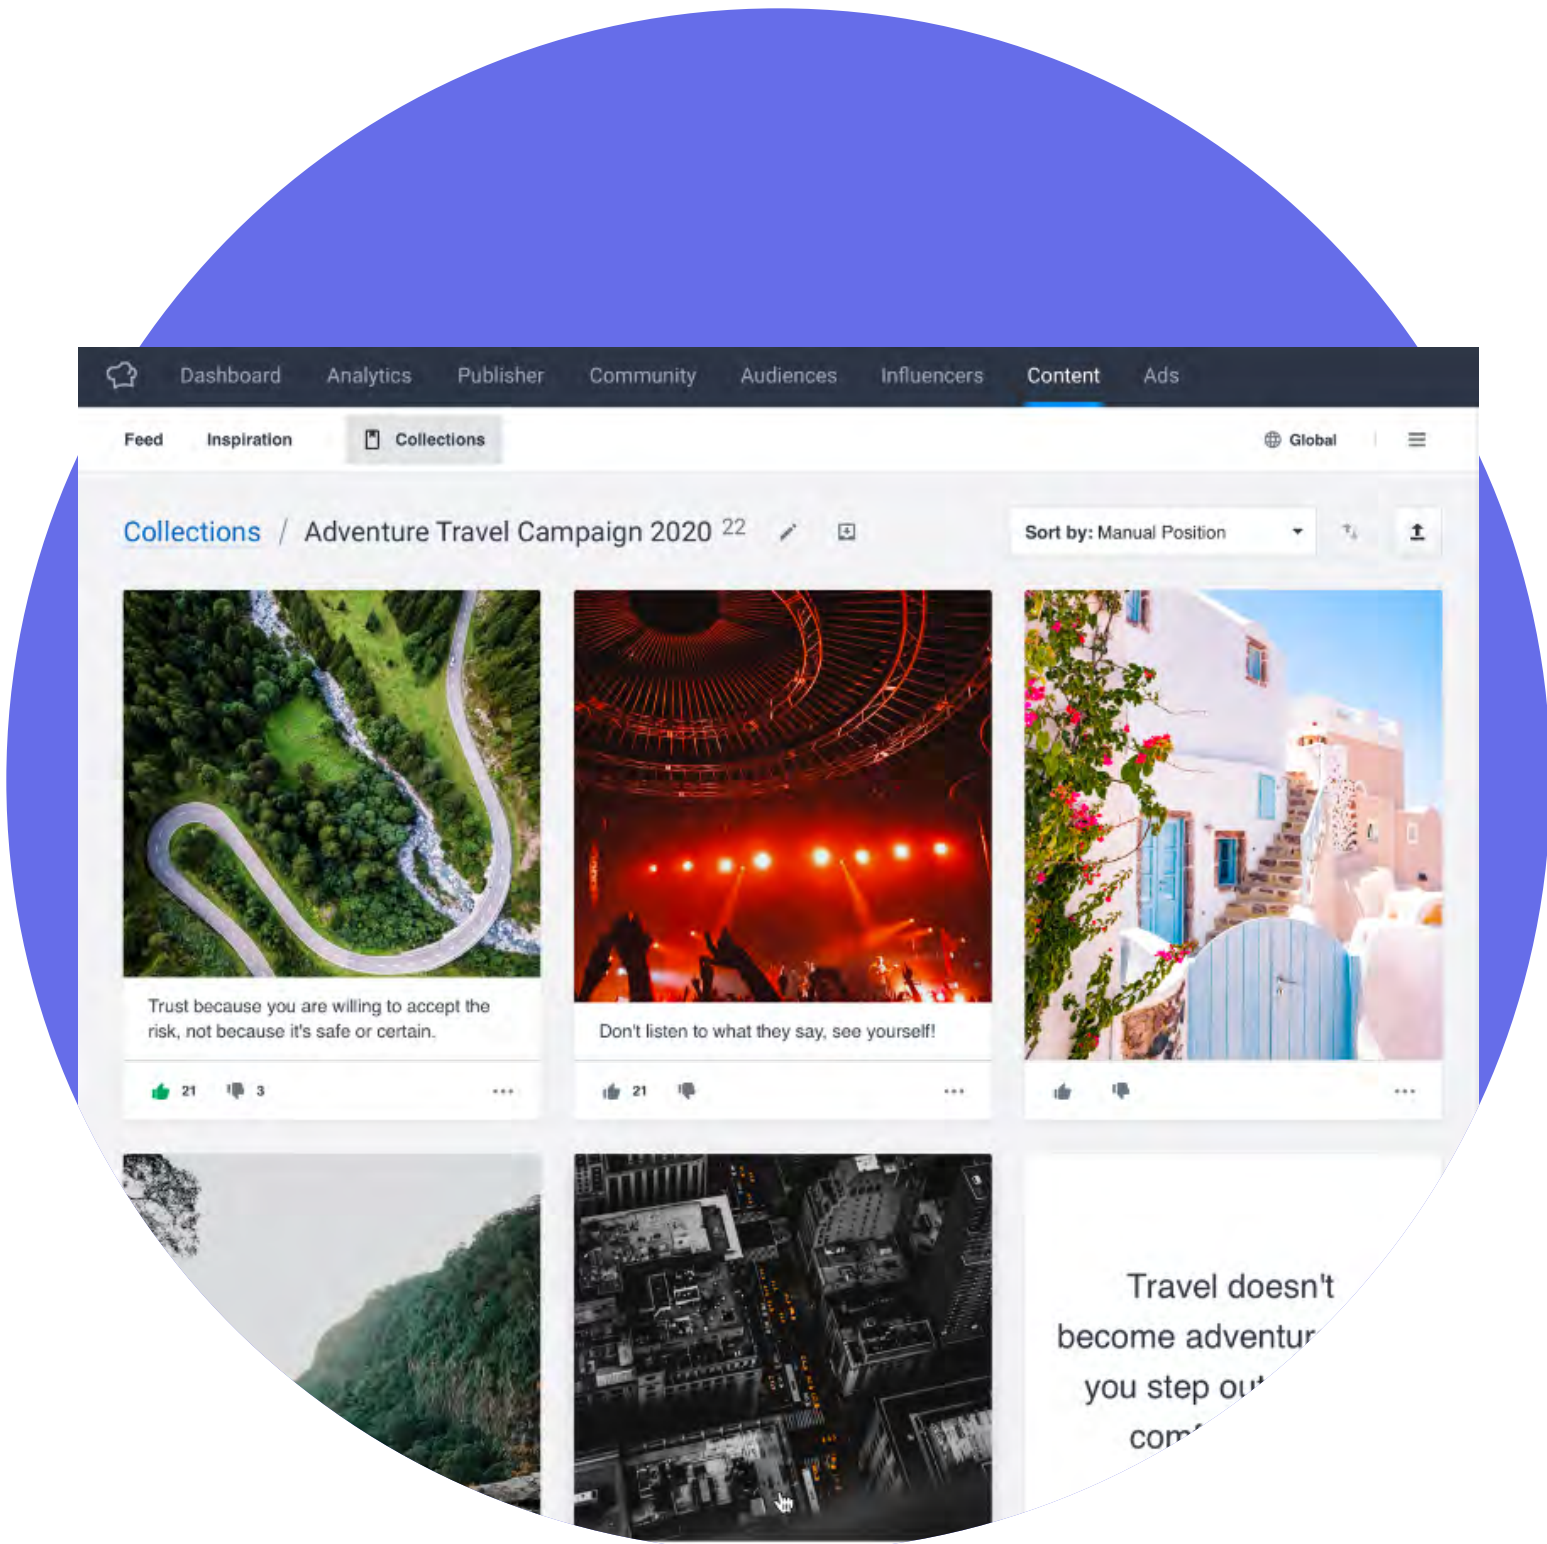 Dashboard Analytics Publisher Community Audiences Influencers Content Ads
Feed Inspiration Collections Global
Collections / Adventure Travel Campaign 2020 22 Sort by: Manual Position
Trust because you are willing to accept the
risk, not because it's safe or certain.
Don't listen to what they say, see yourself!
21 3 21
Travel doesn't
become
you step